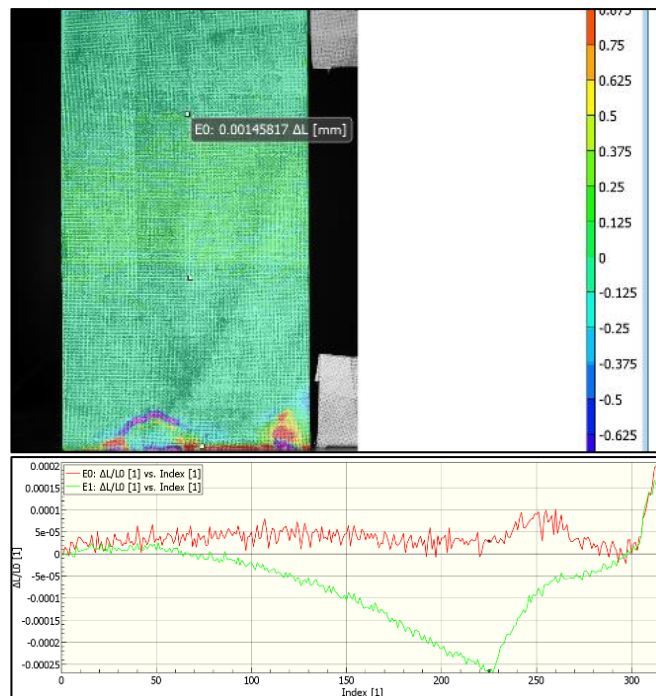 0.875
0.75
0.625
0.5
0.375
0.25
0.125
0
-0.125
-0.25
-0.375
-0.5
-0.625
E0: 0.00145817 ΔL [mm]
E0: ΔL/L0 [1] vs. Index [1]
E1: ΔL/L0 [1] vs. Index [1]
0.0002
0.00015
5e-05
0
-5e-05
-0.0001
-0.00015
-0.0002
-0.00025
ΔL/L0 [1]
0 50 100 150 200 250 300
Index [1]